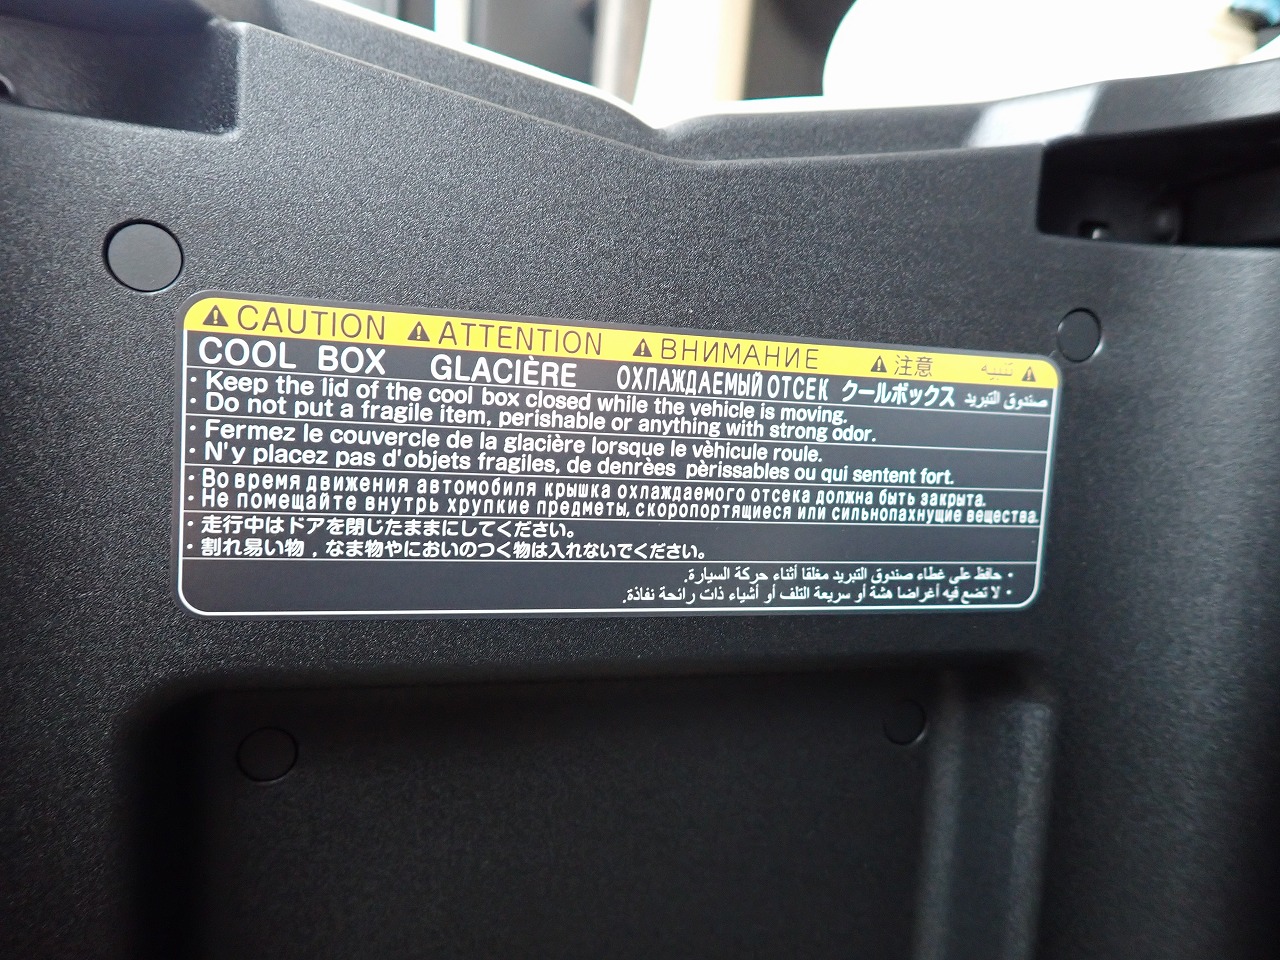 ⚠CAUTION ⚠ATTENTION ⚠ВНИМАНИЕ ⚠注意 ⚠تنبيه
COOL BOX GLACIÈRE ОХЛАЖДАЕМЫЙ ОТСЕК クールボックス صندوق التبريد
・Keep the lid of the cool box closed while the vehicle is moving.
・Do not put a fragile item, perishable or anything with strong odor.
・Fermez le couvercle de la glacière lorsque le vèhicule roule.
・N'y placez pas d'objets fragiles, de denrèes pèrissables ou qui sentent fort.
・Во время движения автомобиля крышка охлаждаемого отсека должна быть закрыта.
・Не помещайте внутрь хрупкие предметы, скоропортящиеся или сильнопахнущие вещества.
・走行中はドアを閉じたままにしてください。
・割れ易い物，なま物やにおいのつく物は入れないでください。
・حافظ على غطاء صندوق التبريد مغلقا أثناء حركة السيارة.
・لا تضع فيه أغراضا هشة أو سريعة التلف أو أشياء ذات رائحة نفاذة.